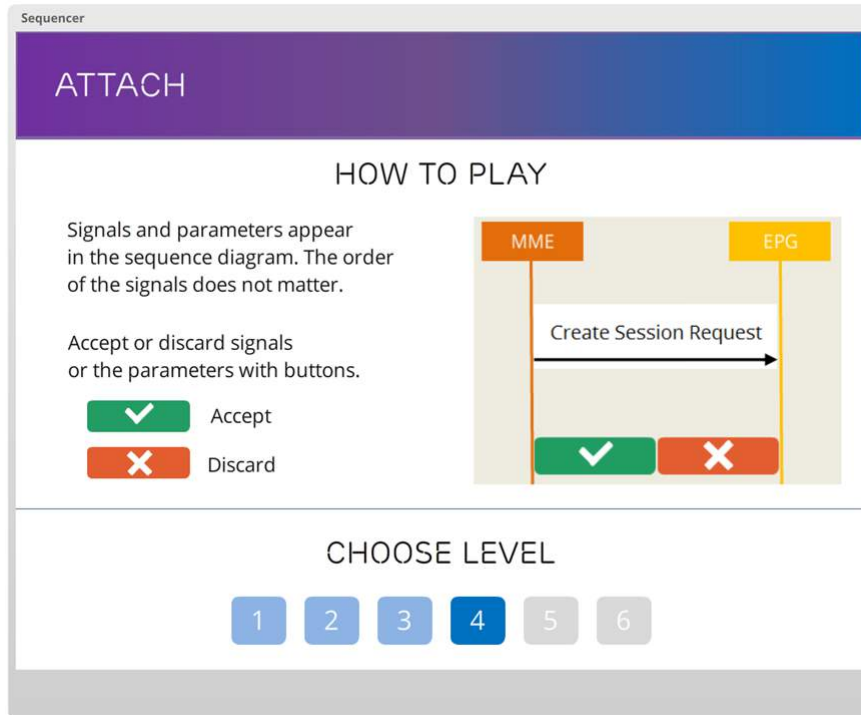 Sequencer
ATTACH
HOW TO PLAY
Signals and parameters appear
in the sequence diagram. The order
of the signals does not matter.
Accept or discard signals
or the parameters with buttons.
Accept
Discard
MME
EPG
Create Session Request
CHOOSE LEVEL
1 2 3 4 5 6